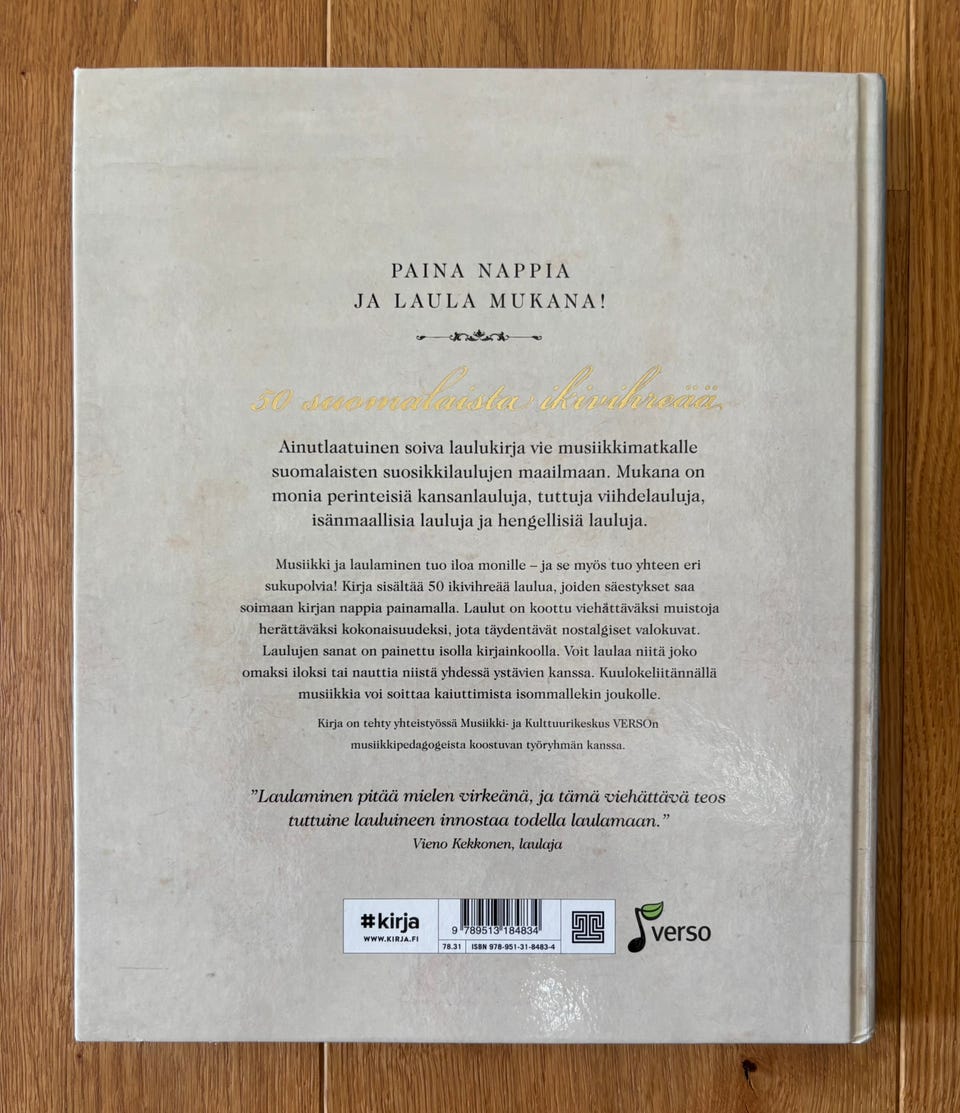 PAINA NAPPIA
JA LAULA MUKANA!
50 suomalaista ikivihreää
Ainutlaatuinen soiva laulukirja vie musiikkimatkalle
suomalaisten suosikkilaulujen maailmaan. Mukana on
monia perinteisiä kansanlauluja, tuttuja viihdelauluja,
isänmaallisia lauluja ja hengellisiä lauluja.
Musiikki ja laulaminen tuo iloa monille – ja se myös tuo yhteen eri
sukupolvia! Kirja sisältää 50 ikivihreää laulua, joiden säestykset saa
soimaan kirjan nappia painamalla. Laulut on koottu viehättäväksi muistoja
herättäväksi kokonaisuudeksi, jota täydentävät nostalgiset valokuvat.
Laulujen sanat on painettu isolla kirjainkoolla. Voit laulaa niitä joko
omaksi iloksi tai nauttia niistä yhdessä ystävien kanssa. Kuulokeliitännällä
musiikkia voi soittaa kaiuttimista isommallekin joukolle.
Kirja on tehty yhteistyössä Musiikki- ja Kulttuurikeskus VERSOn
musiikkipedagogeista koostuvan työryhmän kanssa.
”Laulaminen pitää mielen virkeänä, ja tämä viehättävä teos
tuttuine lauluineen innostaa todella laulamaan.”
Vieno Kekkonen, laulaja
#kirja
WWW.KIRJA.FI
9 789513 184834
78.31 ISBN 978-951-31-8483-4
verso